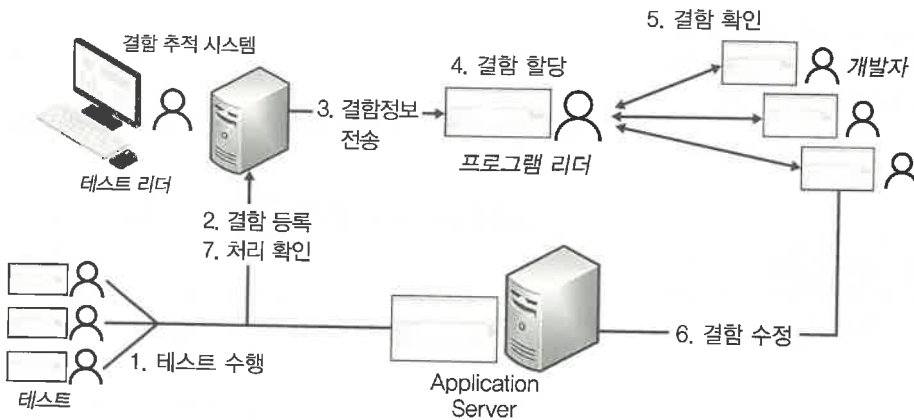 결함 추적 시스템
테스트 리더
3. 결함정보
전송
4. 결함 할당
프로그램 리더
5. 결함 확인
개발자
2. 결함 등록
7. 처리 확인
1. 테스트 수행
테스트
Application
Server
6. 결함 수정